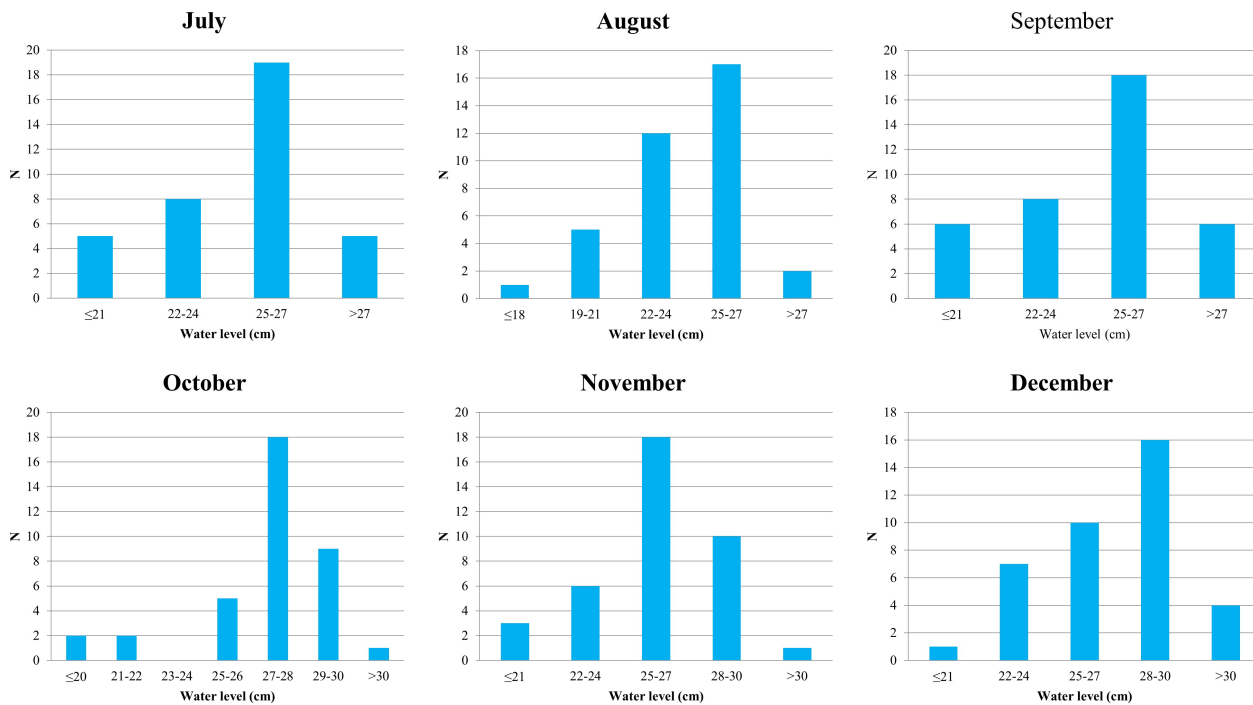 July
20
18
16
14
12
10
8
6
4
2
0
N
≤21 22-24 25-27 >27
Water level (cm)
August
18
16
14
12
10
8
6
4
2
0
N
≤18 19-21 22-24 25-27 >27
Water level (cm)
September
20
18
16
14
12
10
8
6
4
2
0
N
≤21 22-24 25-27 >27
Water level (cm)
October
20
18
16
14
12
10
8
6
4
2
0
N
≤20 21-22 23-24 25-26 27-28 29-30 >30
Water level (cm)
November
20
18
16
14
12
10
8
6
4
2
0
N
≤21 22-24 25-27 28-30 >30
Water level (cm)
December
18
16
14
12
10
8
6
4
2
0
N
≤21 22-24 25-27 28-30 >30
Water level (cm)